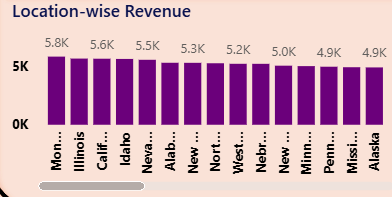 Location-wise Revenue
5.8K 5.6K 5.5K 5.3K 5.2K 5.0K 4.9K 4.9K
5K
0K
Mon...
Illinois
Calif...
Idaho
Neva...
Alab...
New ...
Nort...
West...
Nebr...
New ...
Minn...
Penn...
Missi...
Alaska